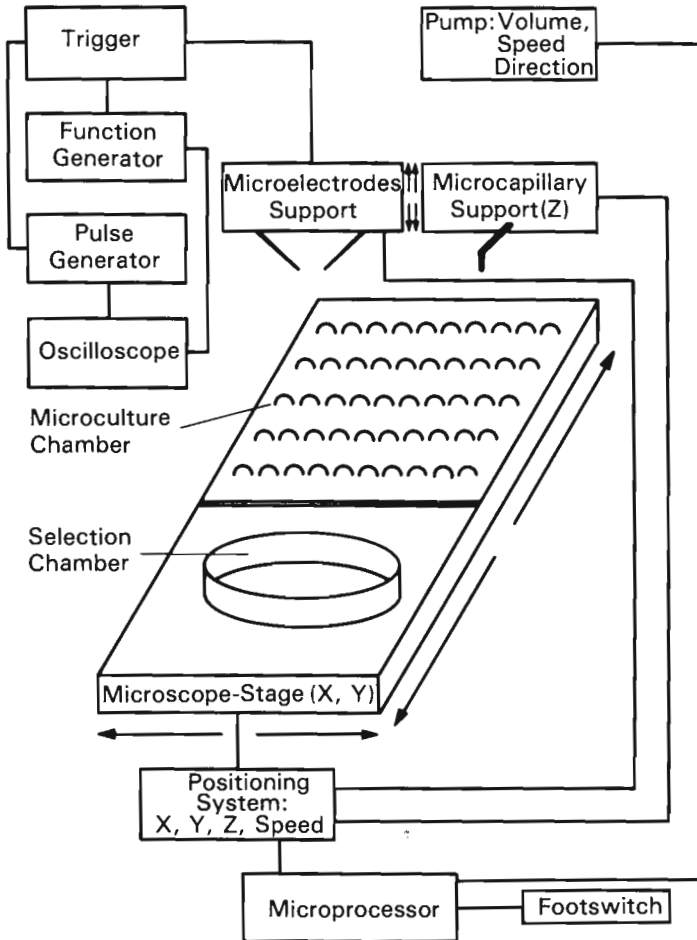 Trigger
Pump: Volume,
Speed
Direction
Function
Generator
Microelectrodes
Support
Microcapillary
Support(Z)
Pulse
Generator
Oscilloscope
Microculture
Chamber
Selection
Chamber
Microscope-Stage (X, Y)
Positioning
System:
X, Y, Z, Speed
Microprocessor
Footswitch